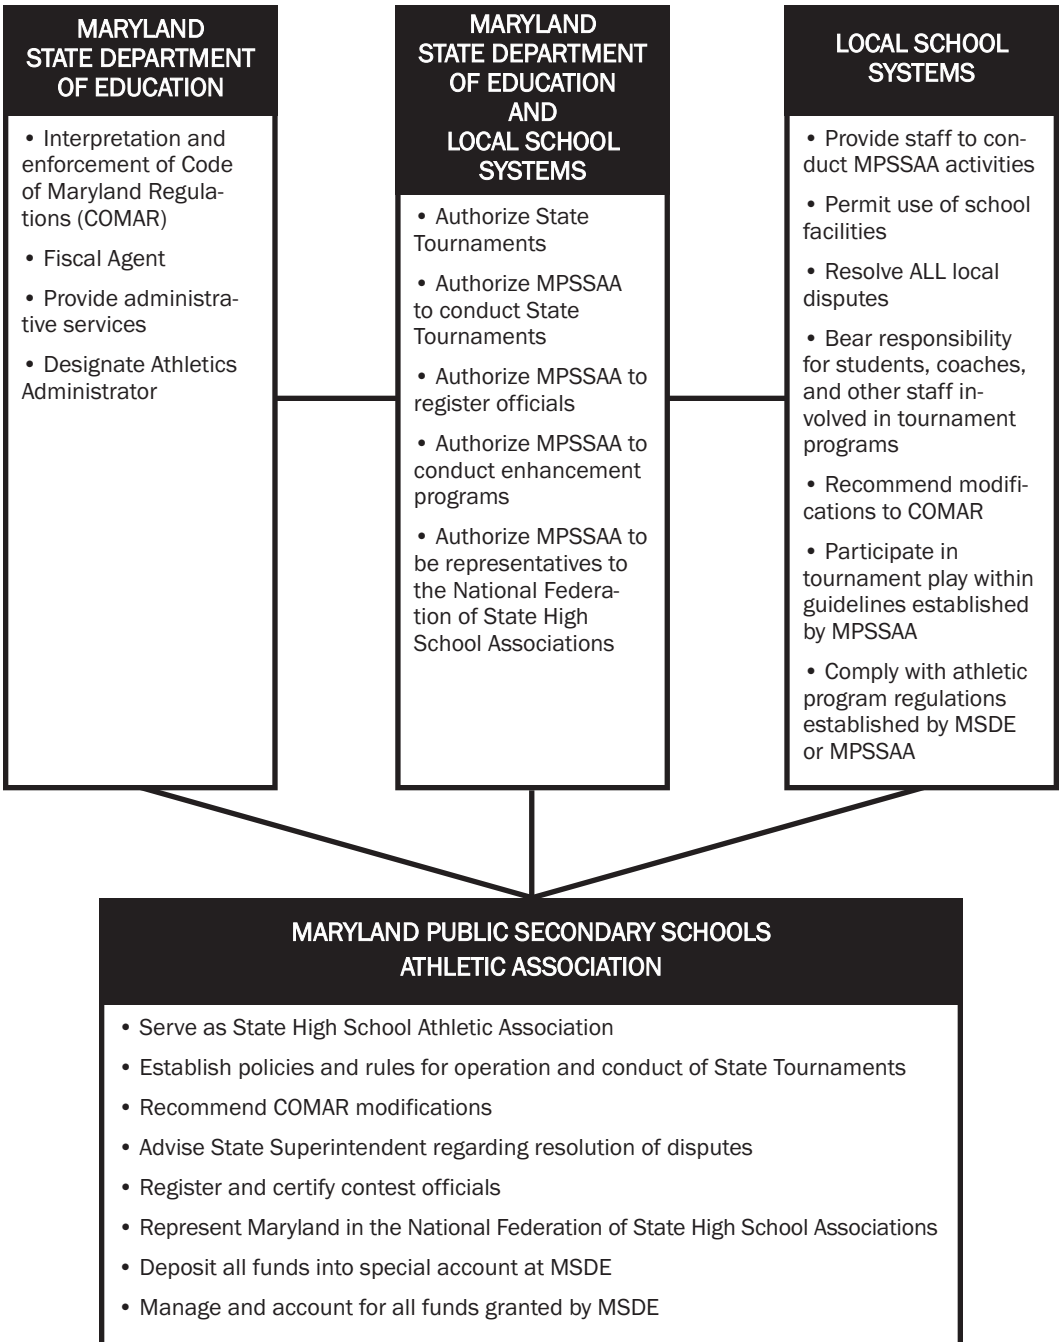 MARYLAND
STATE DEPARTMENT
OF EDUCATION
• Interpretation and
enforcement of Code
of Maryland Regula-
tions (COMAR)
• Fiscal Agent
• Provide administra-
tive services
• Designate Athletics
Administrator
MARYLAND
STATE DEPARTMENT
OF EDUCATION
AND
LOCAL SCHOOL
SYSTEMS
• Authorize State
Tournaments
• Authorize MPSSAA
to conduct State
Tournaments
• Authorize MPSSAA to
register officials
• Authorize MPSSAA to
conduct enhancement
programs
• Authorize MPSSAA to
be representatives to
the National Federa-
tion of State High
School Associations
LOCAL SCHOOL
SYSTEMS
• Provide staff to con-
duct MPSSAA activities
• Permit use of school
facilities
• Resolve ALL local
disputes
• Bear responsibility
for students, coaches,
and other staff in-
volved in tournament
programs
• Recommend modifi-
cations to COMAR
• Participate in
tournament play within
guidelines established
by MPSSAA
• Comply with athletic
program regulations
established by MSDE
or MPSSAA
MARYLAND PUBLIC SECONDARY SCHOOLS
ATHLETIC ASSOCIATION
• Serve as State High School Athletic Association
• Establish policies and rules for operation and conduct of State Tournaments
• Recommend COMAR modifications
• Advise State Superintendent regarding resolution of disputes
• Register and certify contest officials
• Represent Maryland in the National Federation of State High School Associations
• Deposit all funds into special account at MSDE
• Manage and account for all funds granted by MSDE